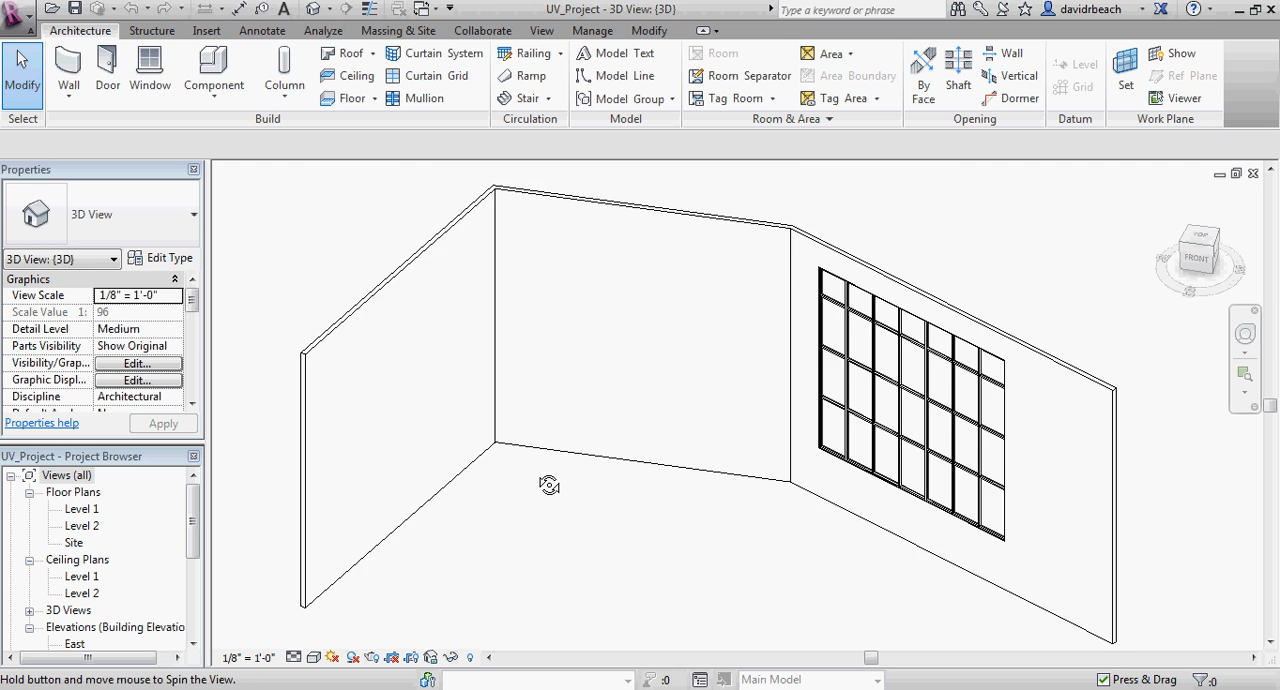 UV_Project - 3D View: {3D}
Type a keyword or phrase
davidbeach
Architecture Structure Insert Annotate Analyze Massing & Site Collaborate View Manage Modify
Modify
Wall
Door
Window
Component
Column
Roof
Ceiling
Floor
Curtain System
Curtain Grid
Mullion
Railing
Ramp
Stair
Model Text
Model Line
Model Group
Room
Room Separator
Tag Room
Area
Area Boundary
Tag Area
By
Face
Shaft
Wall
Vertical
Dormer
Level
Grid
Set
Show
Ref Plane
Viewer
Select
Build
Circulation
Model
Room & Area
Opening
Datum
Work Plane
Properties
3D View
3D View: {3D}
Edit Type
Graphics
View Scale 1/8" = 1'-0"
Scale Value 1: 96
Detail Level Medium
Parts Visibility Show Original
Visibility/Grap... Edit...
Graphic Displ... Edit...
Discipline Architectural
Properties help
Apply
UV_Project - Project Browser
Views (all)
Floor Plans
Level 1
Level 2
Site
Ceiling Plans
Level 1
Level 2
3D Views
Elevations (Building Elevatio
East
TOP
FRONT
1/8" = 1'-0"
Hold button and move mouse to Spin the View.
:0
Main Model
Press & Drag
:0